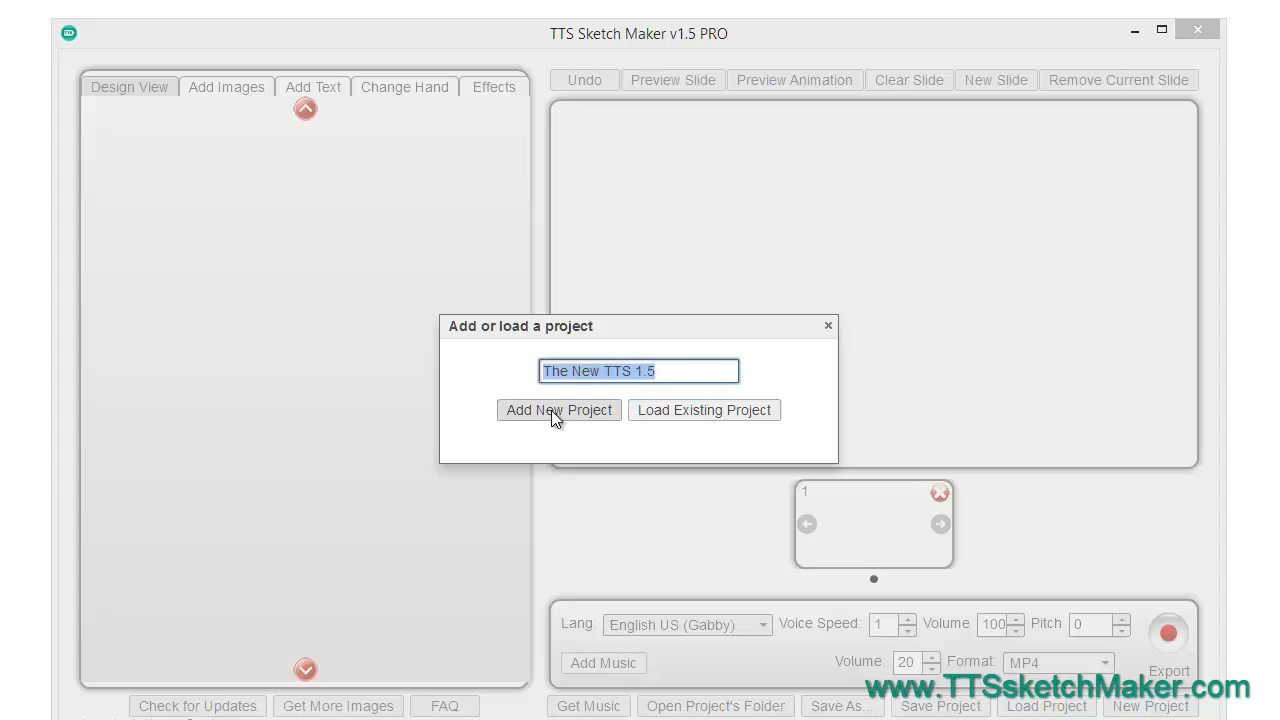 TTS Sketch Maker v1.5 PRO
Design View Add Images Add Text Change Hand Effects
Undo Preview Slide Preview Animation Clear Slide New Slide Remove Current Slide
Add or load a project
The New TTS 1.5
Add New Project Load Existing Project
1
Lang: English US (Gabby) Voice Speed: 1 Volume 100 Pitch 0
Add Music Volume: 20 Format: MP4 Export
www.TTSsketchMaker.com
Check for Updates Get More Images FAQ Get Music Open Project's Folder Save As... Save Project Load Project New Project